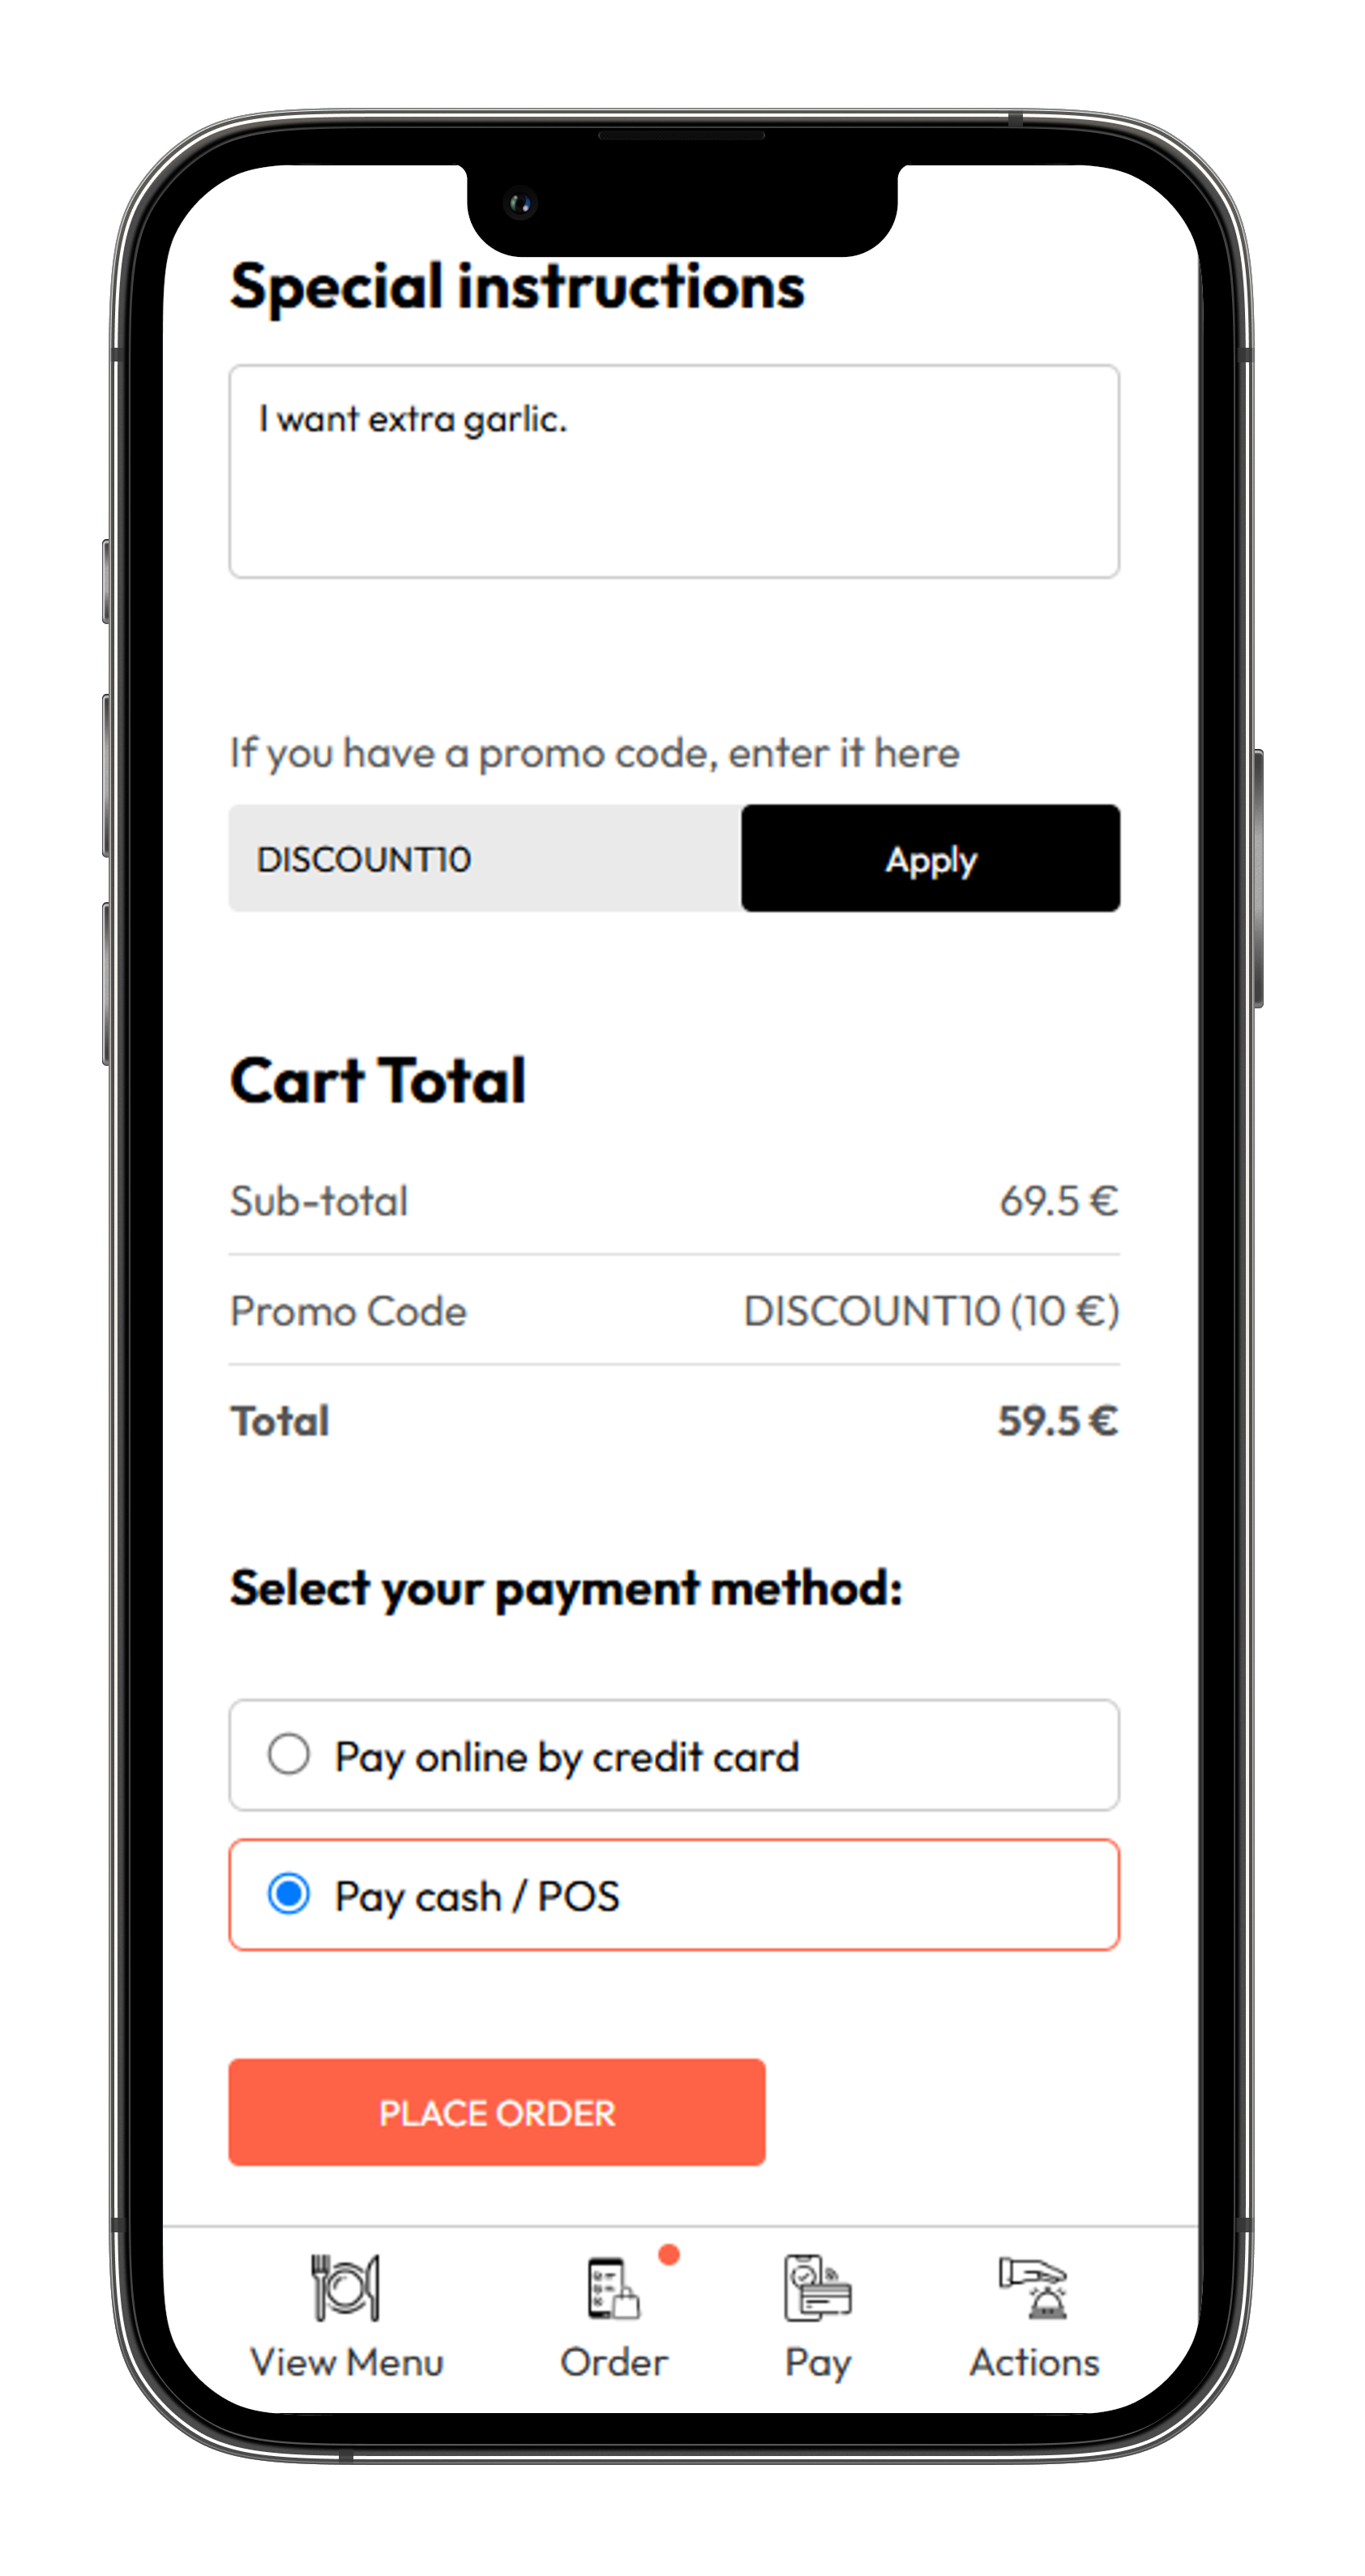 Special instructions
I want extra garlic.
If you have a promo code, enter it here
DISCOUNT10
Apply
Cart Total
Sub-total 69.5 €
Promo Code DISCOUNT10 (10 €)
Total 59.5 €
Select your payment method:
Pay online by credit card
Pay cash / POS
PLACE ORDER
View Menu Order Pay Actions